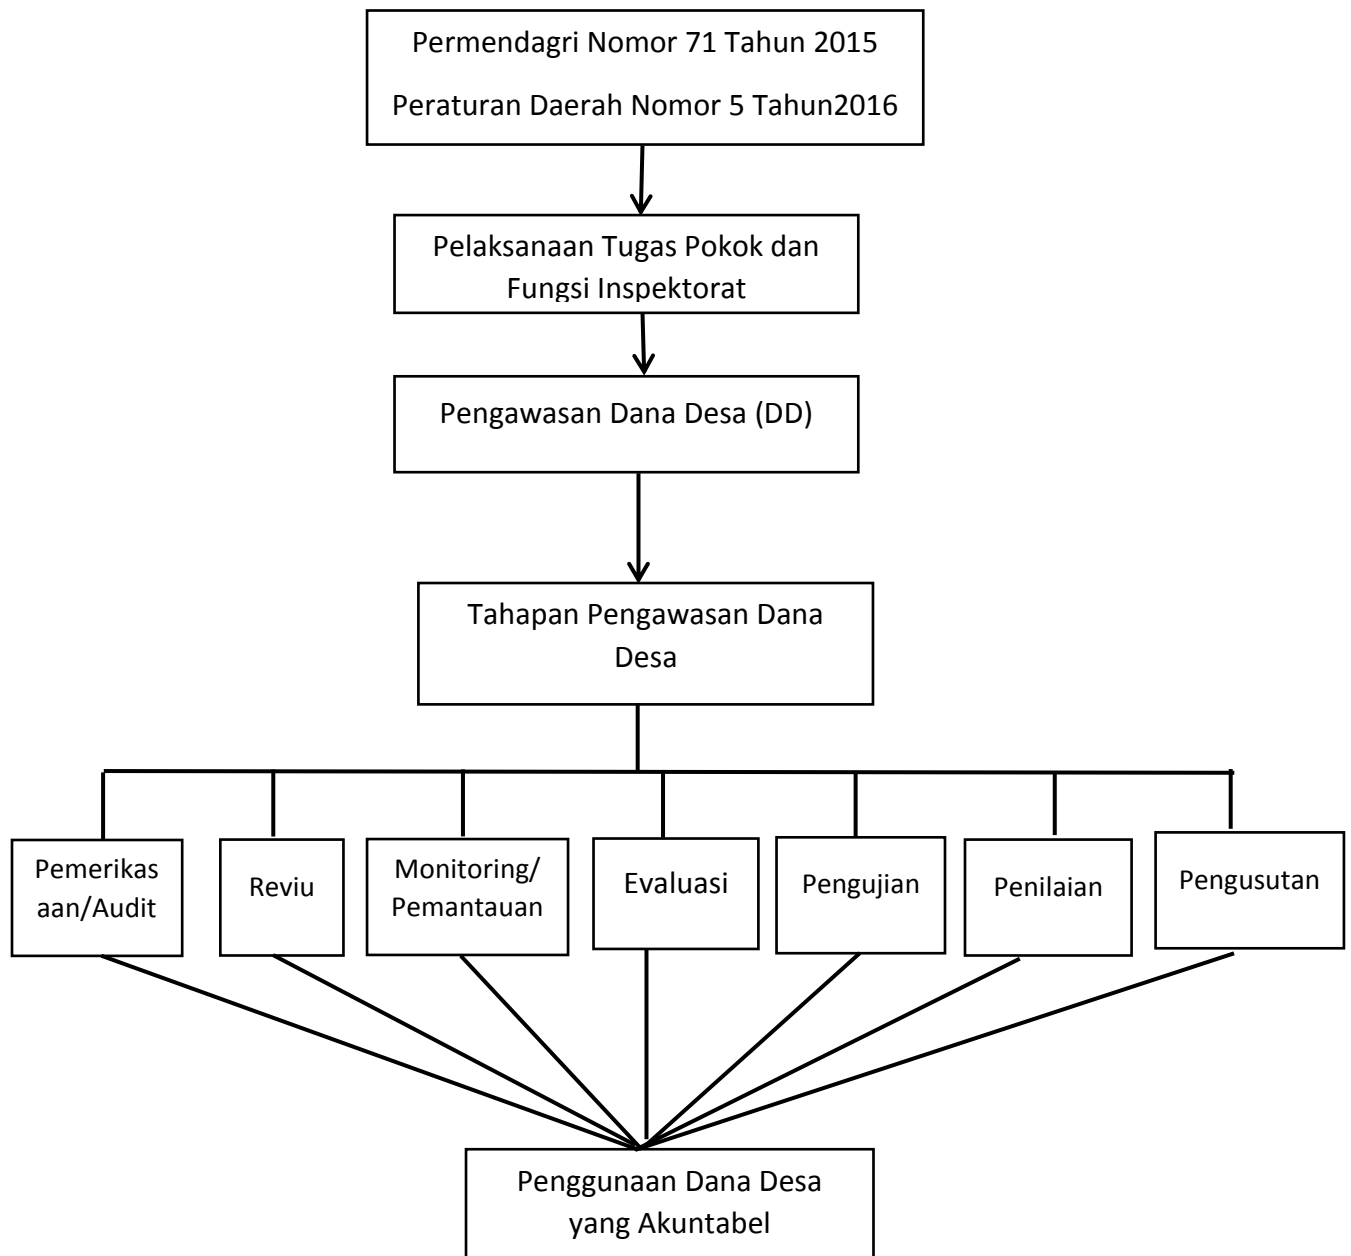 Permendagri Nomor 71 Tahun 2015
Peraturan Daerah Nomor 5 Tahun2016
Pelaksanaan Tugas Pokok dan
Fungsi Inspektorat
Pengawasan Dana Desa (DD)
Tahapan Pengawasan Dana
Desa
Pemerikas
aan/Audit
Reviu
Monitoring/
Pemantauan
Evaluasi
Pengujian
Penilaian
Pengusutan
Penggunaan Dana Desa
yang Akuntabel